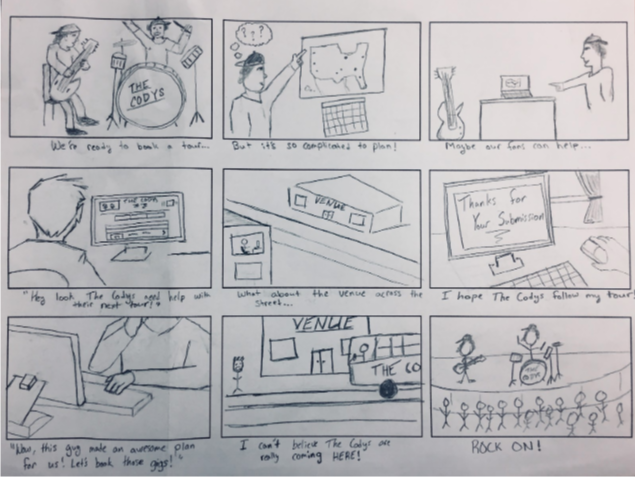 THE
CODYS
We're ready to book a tour...
? ? ?
But it's so complicated to plan!
Maybe our fans can help...
THE CODYS
"Hey look The Codys need help with
their next tour!"
VENUE
What about the venue across the
street...
Thanks for
Your Submission
I hope The Codys follow my tour!
"Wow, this guy made an awesome plan
for us! Let's book those gigs!"
VENUE
THE CO
I can't believe The Codys are
really coming HERE!
THE
CODYS
ROCK ON!